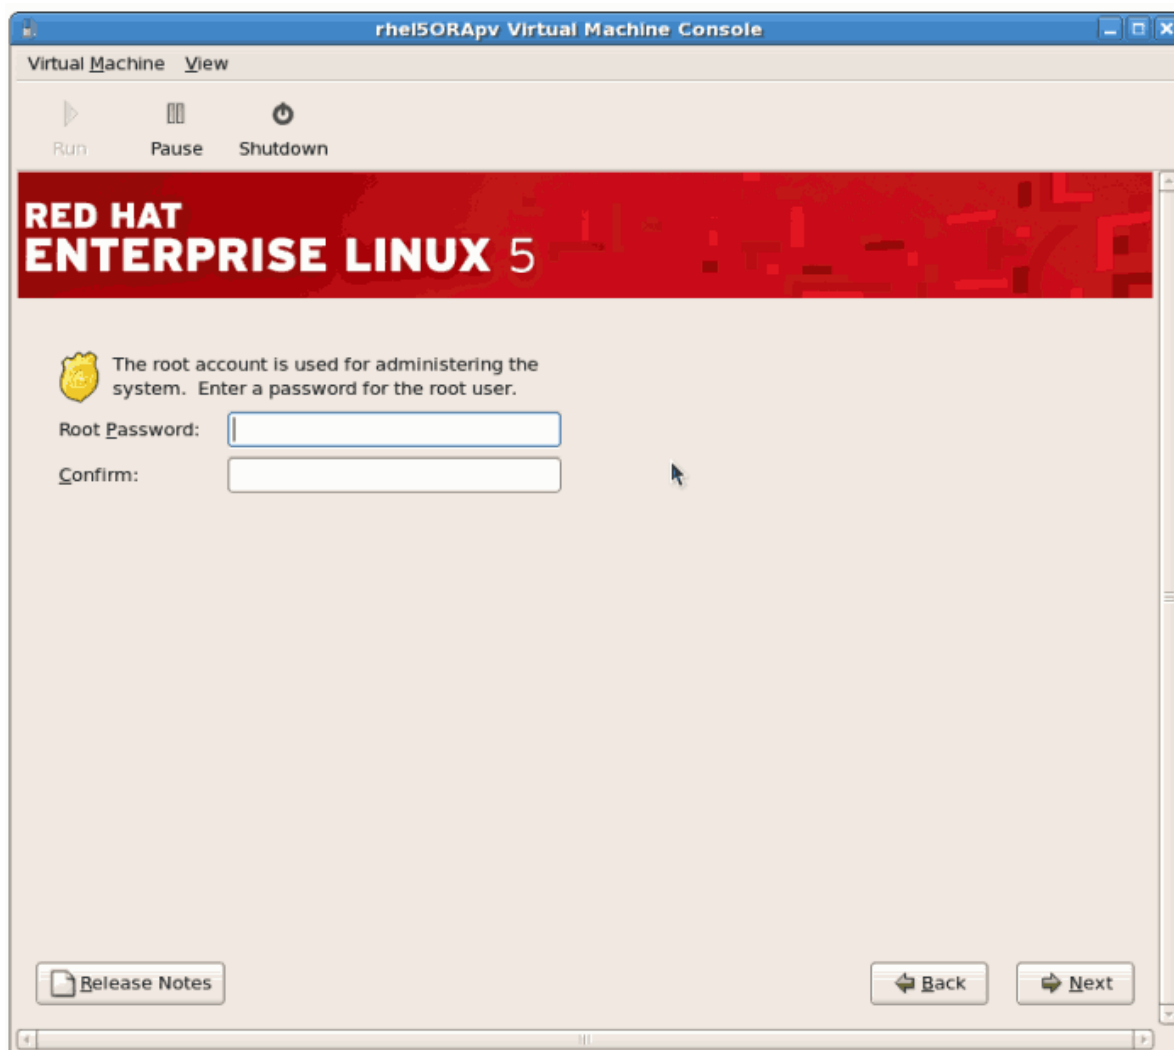 rhel5ORApv Virtual Machine Console
Virtual Machine View
Run Pause Shutdown
RED HAT
ENTERPRISE LINUX 5
The root account is used for administering the
system. Enter a password for the root user.
Root Password:
Confirm:
Release Notes Back Next